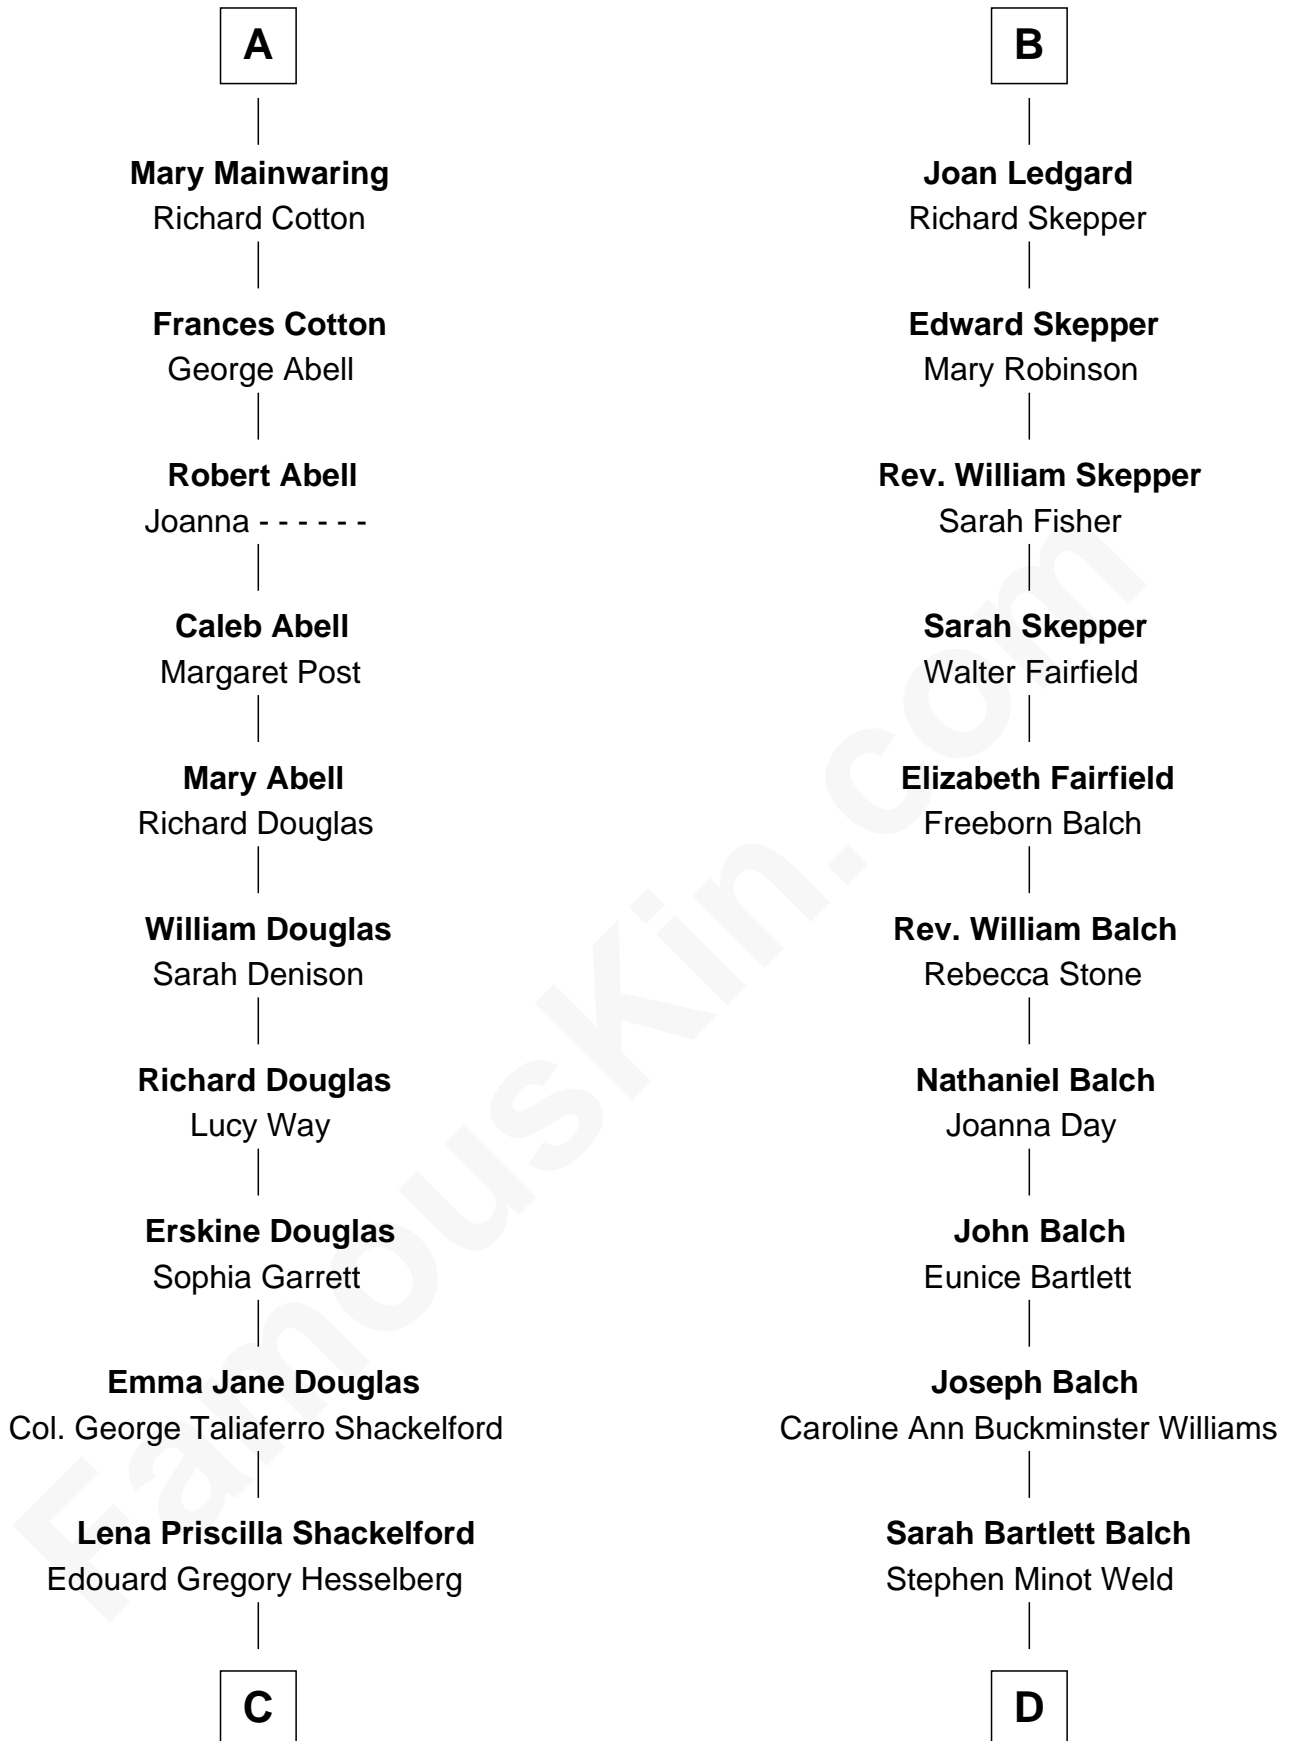 A
Mary Mainwaring
Richard Cotton
Frances Cotton
George Abell
Robert Abell
Joanna - - - - - -
Caleb Abell
Margaret Post
Mary Abell
Richard Douglas
William Douglas
Sarah Denison
Richard Douglas
Lucy Way
Erskine Douglas
Sophia Garrett
Emma Jane Douglas
Col. George Taliaferro Shackelford
Lena Priscilla Shackelford
Edouard Gregory Hesselberg
C
B
Joan Ledgard
Richard Skepper
Edward Skepper
Mary Robinson
Rev. William Skepper
Sarah Fisher
Sarah Skepper
Walter Fairfield
Elizabeth Fairfield
Freeborn Balch
Rev. William Balch
Rebecca Stone
Nathaniel Balch
Joanna Day
John Balch
Eunice Bartlett
Joseph Balch
Caroline Ann Buckminster Williams
Sarah Bartlett Balch
Stephen Minot Weld
D
FamousKin.com